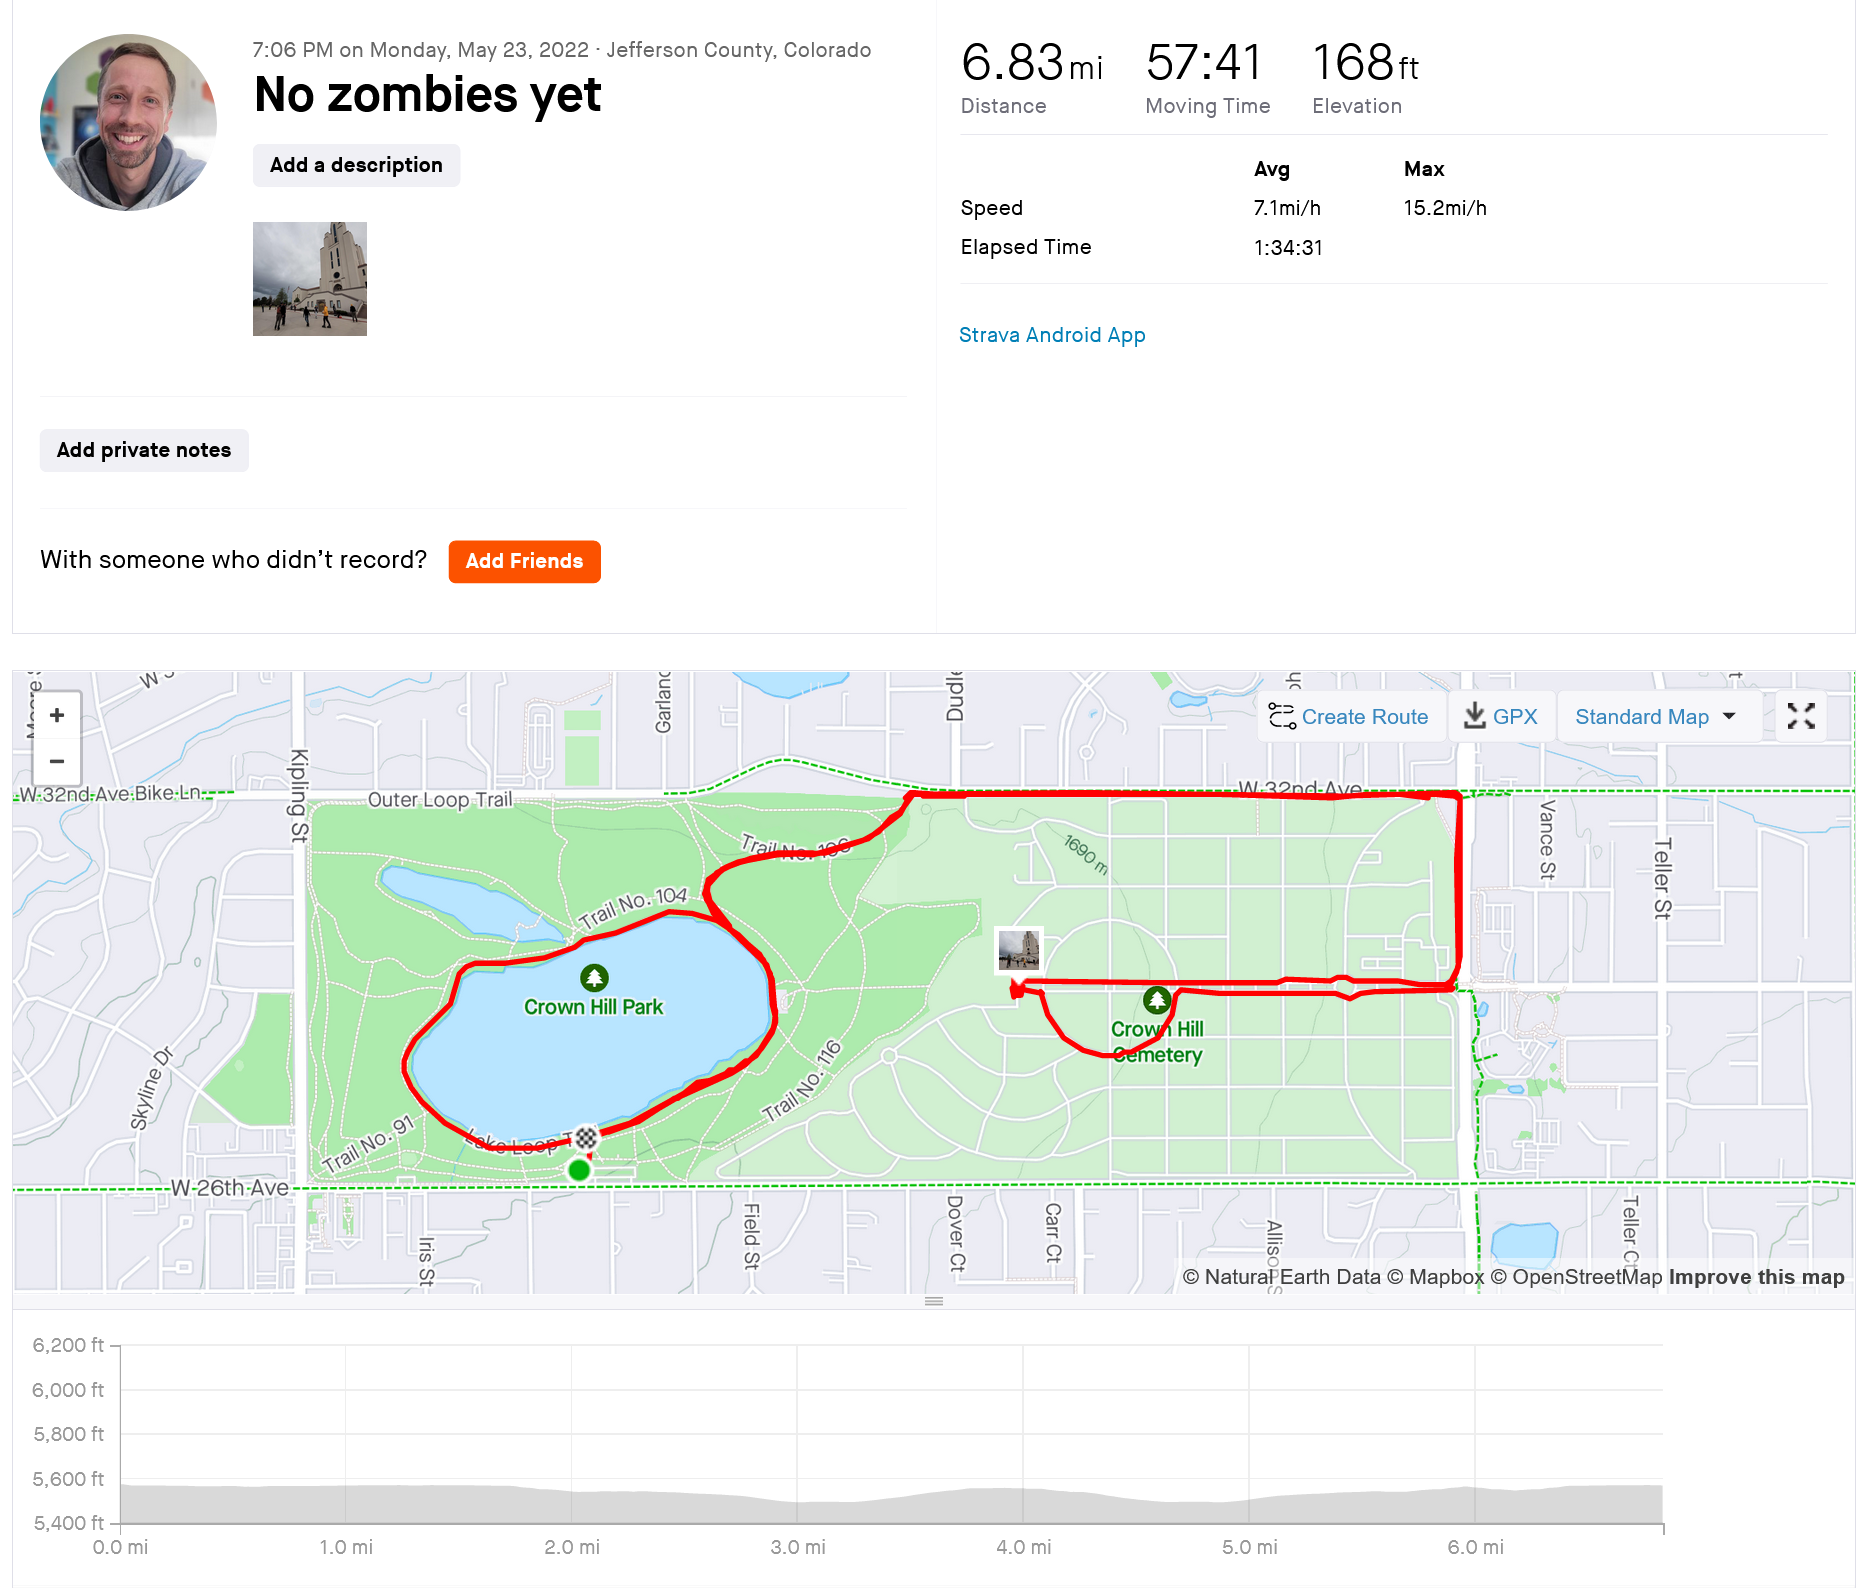 7:06 PM on Monday, May 23, 2022 · Jefferson County, Colorado
No zombies yet
Add a description
Add private notes
With someone who didn't record?
Add Friends
6.83 mi
57:41
168 ft
Distance
Moving Time
Elevation
Avg
Max
Speed
7.1mi/h
15.2mi/h
Elapsed Time
1:34:31
Strava Android App
+
−
Create Route
GPX
Standard Map
W 32nd Ave Bike Ln
Kipling St
Outer Loop Trail
Garland
W 32nd Ave
Vance St
Teller St
Trail No. 106
1690 m
Trail No. 104
Crown Hill Park
Crown Hill
Cemetery
Skyline Dr
Trail No. 116
Trail No. 91
Lake Loop
W 26th Ave
Iris St
Field St
Dover Ct
Carr Ct
Allison S
Teller Ct
© Natural Earth Data © Mapbox © OpenStreetMap Improve this map
6,200 ft
6,000 ft
5,800 ft
5,600 ft
5,400 ft
0.0 mi
1.0 mi
2.0 mi
3.0 mi
4.0 mi
5.0 mi
6.0 mi